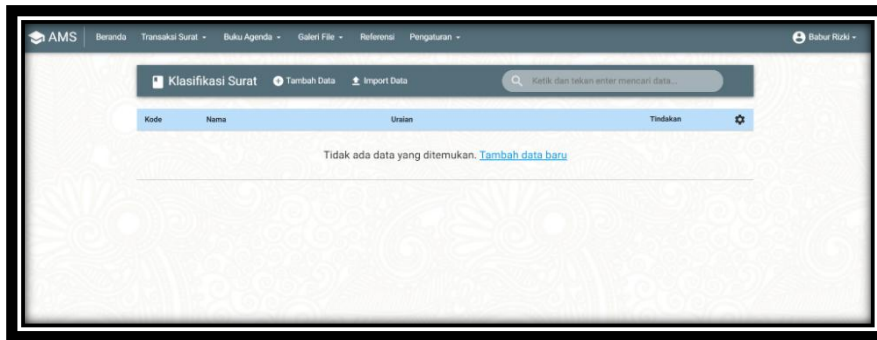 AMS Beranda Transaksi Surat Buku Agenda Galeri File Referensi Pengaturan Babur Rizki
Klasifikasi Surat Tambah Data Import Data Ketik dan tekan enter mencari data...
Kode Nama Uraian Tindakan
Tidak ada data yang ditemukan. Tambah data baru